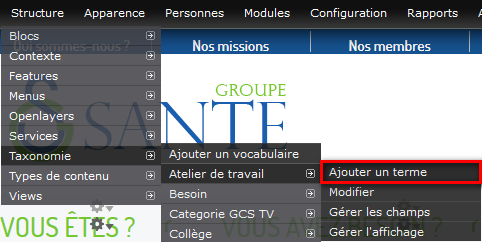 Structure Apparence Personnes Modules Configuration Rapports
Qui sommes-nous ? Nos missions Nos membres
Blocs
Contexte
Features
Menus
Openlayers
Services
Taxonomie
Types de contenu
Views
GROUPE
SANTE
Ajouter un vocabulaire
Atelier de travail
Besoin
Categorie GCS TV
Collège
Ajouter un terme
Modifier
Gérer les champs
Gérer l'affichage
VOUS ÊTES ?